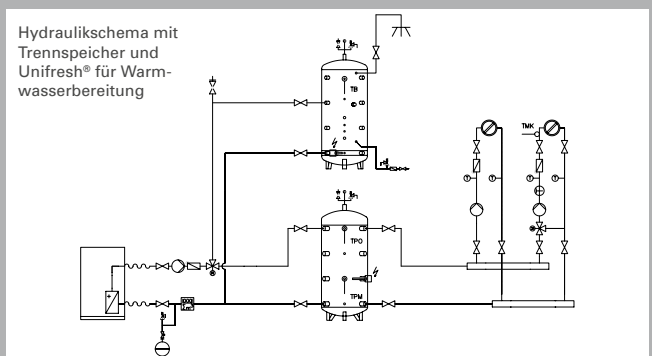 Hydraulikschema mit
Trennspeicher und
Unifresh® für Warm-
wasserbereitung
TB
TMK
T
T
T
T
TPO
M
M
TPM